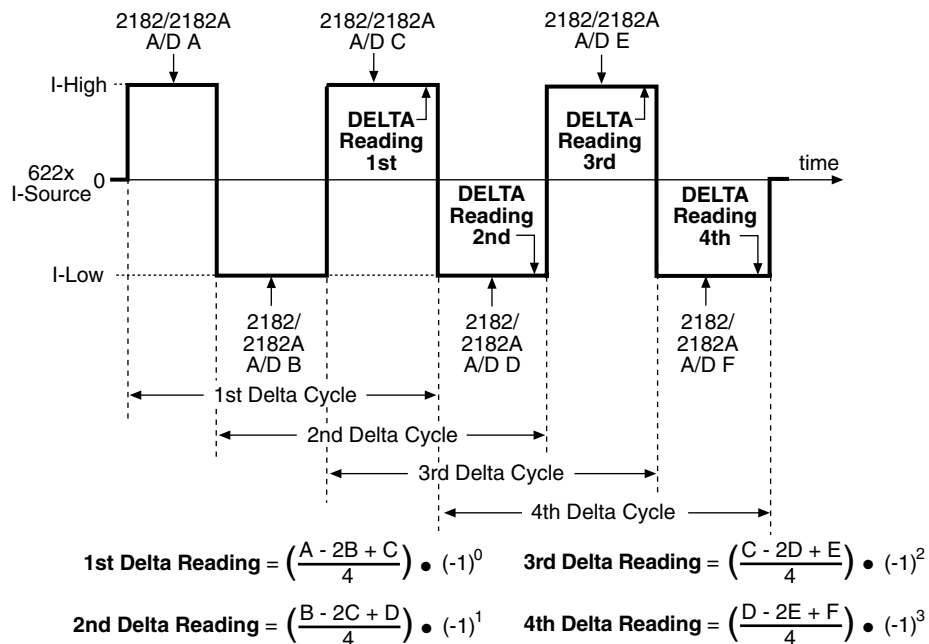 2182/2182A
A/D A
2182/2182A
A/D C
2182/2182A
A/D E
I-High
DELTA
Reading
1st
DELTA
Reading
3rd
622x
I-Source
0
time
DELTA
Reading
2nd
DELTA
Reading
4th
I-Low
2182/
2182A
A/D B
2182/
2182A
A/D D
2182/
2182A
A/D F
1st Delta Cycle
2nd Delta Cycle
3rd Delta Cycle
4th Delta Cycle
1st Delta Reading = (A - 2B + C / 4) • (-1)^0
3rd Delta Reading = (C - 2D + E / 4) • (-1)^2
2nd Delta Reading = (B - 2C + D / 4) • (-1)^1
4th Delta Reading = (D - 2E + F / 4) • (-1)^3